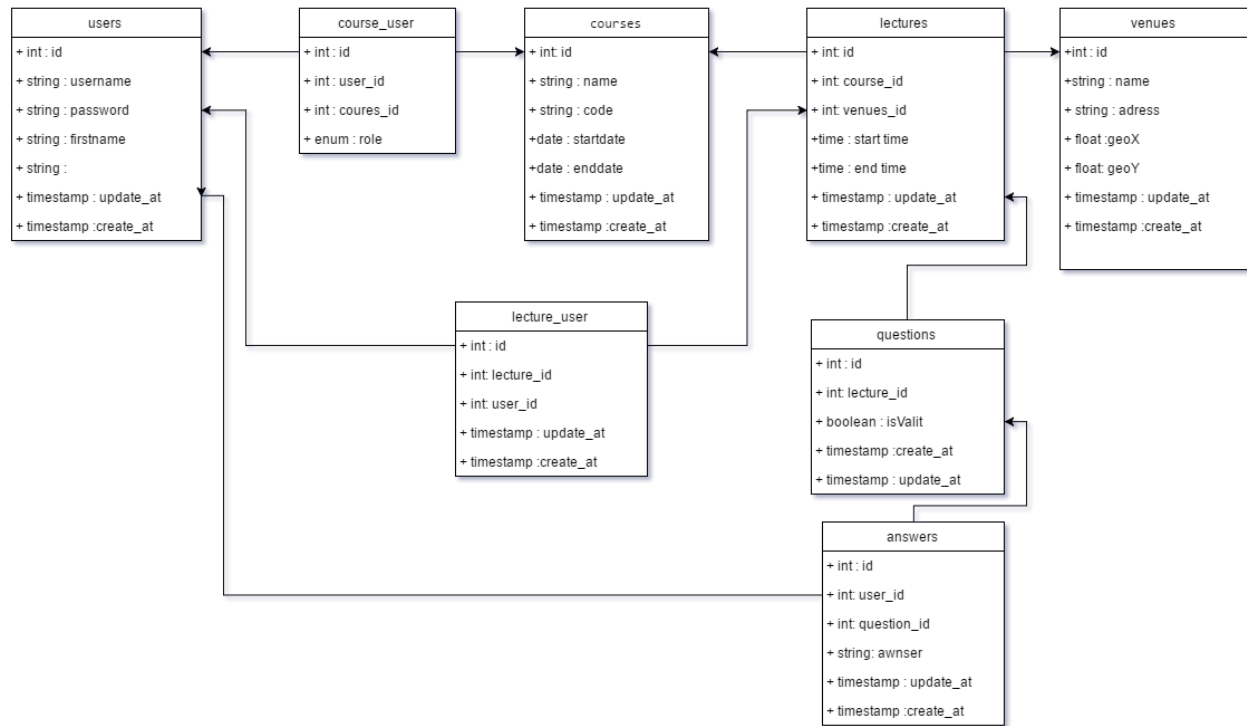 users
+ int : id
+ string : username
+ string : password
+ string : firstname
+ string :
+ timestamp : update_at
+ timestamp :create_at
course_user
+ int : id
+ int : user_id
+ int : coures_id
+ enum : role
courses
+ int: id
+ string : name
+ string : code
+date : startdate
+date : enddate
+ timestamp : update_at
+ timestamp :create_at
lectures
+ int: id
+ int: course_id
+ int: venues_id
+time : start time
+time : end time
+ timestamp : update_at
+ timestamp :create_at
venues
+int : id
+string : name
+ string : adress
+ float :geoX
+ float: geoY
+ timestamp : update_at
+ timestamp :create_at
lecture_user
+ int : id
+ int: lecture_id
+ int: user_id
+ timestamp : update_at
+ timestamp :create_at
questions
+ int : id
+ int: lecture_id
+ boolean : isValit
+ timestamp :create_at
+ timestamp : update_at
answers
+ int : id
+ int: user_id
+ int: question_id
+ string: awnser
+ timestamp : update_at
+ timestamp :create_at